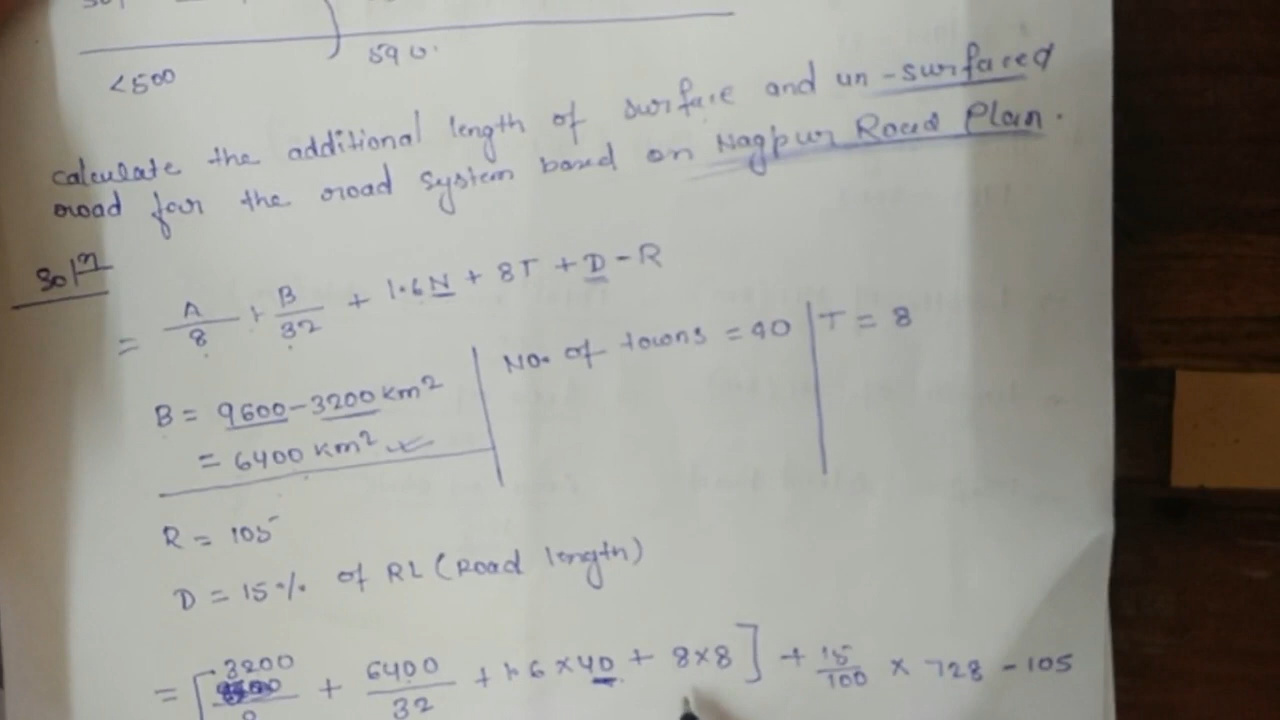 <500
590.
calculate the additional length of surface and un-surfaced
road for the road system based on Nagpur Road Plan.
Solⁿ
= A/8 + B/32 + 1.6N + 8T + D - R
B = 9600-3200 km²
= 6400 km²
No. of towns = 40
T = 8
R = 105
D = 15% of RL (Road length)
= [3200/8 + 6400/32 + 1.6 × 40 + 8×8] + 15/100 × 728 - 105